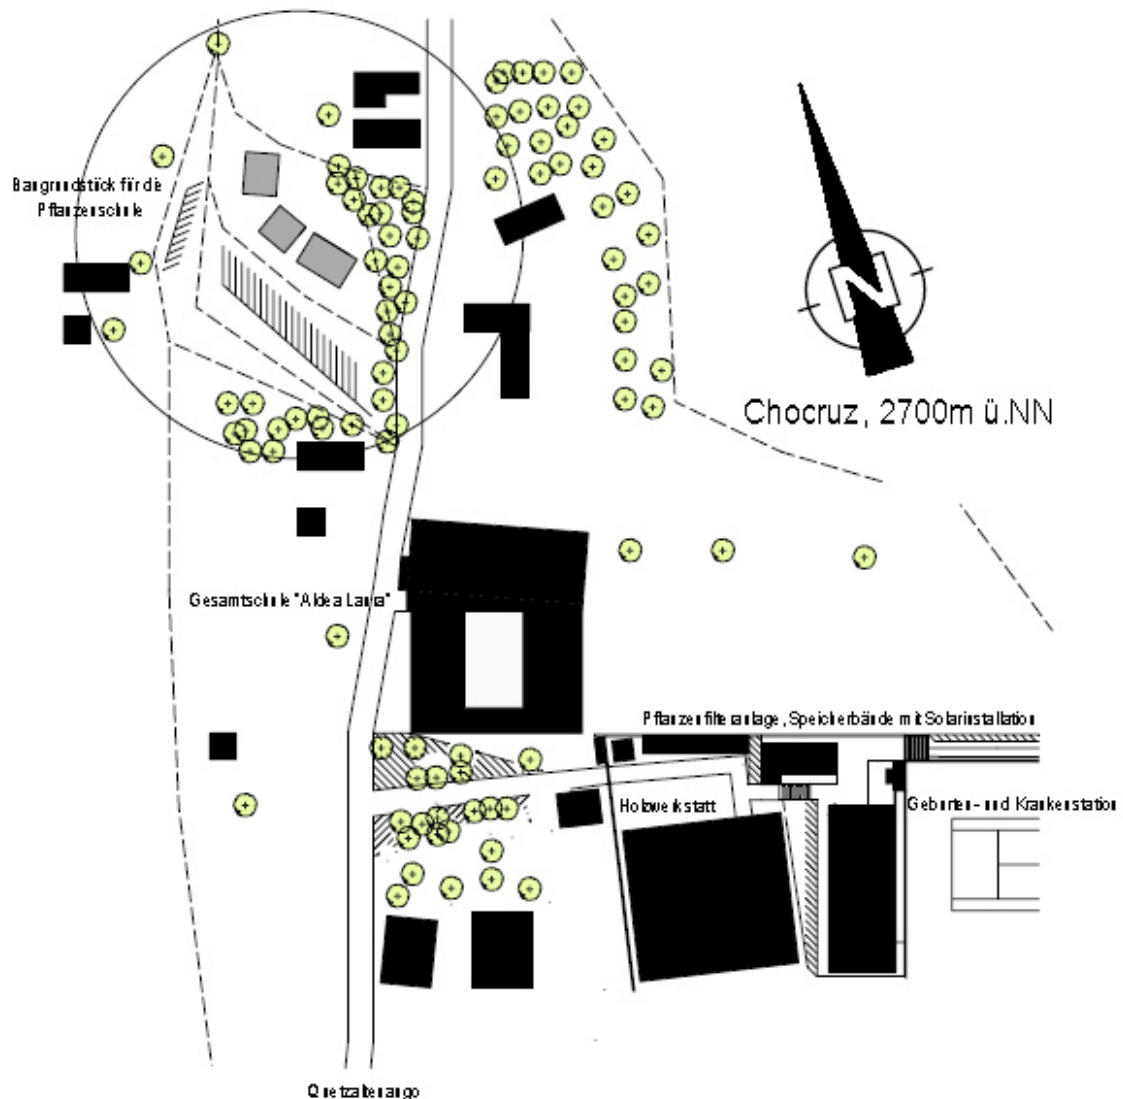 Baugrundstück für die
Pflanzenschule
N
Chocruz, 2700m ü.NN
Gesamtschule "Aldea Laura"
Pflanzenfilteranlage, Speicherbände mit Solarinstallation
Holzwerkstatt
Geburten- und Krankenstation
Quetzaltenango